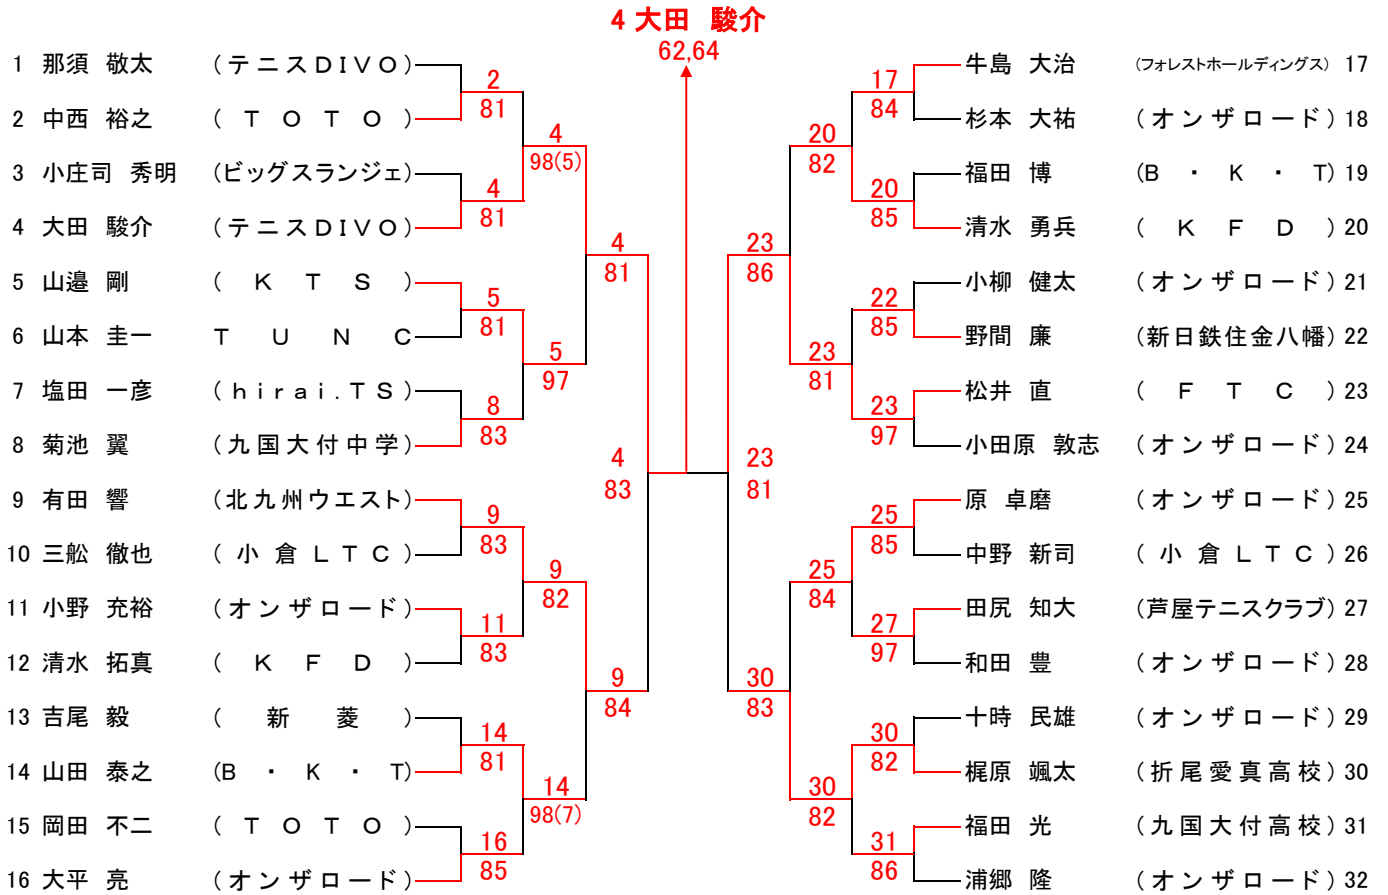 4 大田 駿介
62,64
1 那須 敬太 (テニスDIVO)
2 中西 裕之 (TOTO)
3 小庄司 秀明 (ビッグスランジェ)
4 大田 駿介 (テニスDIVO)
5 山邉 剛 (KTS)
6 山本 圭一 TUNC
7 塩田 一彦 (hirai.TS)
8 菊池 翼 (九国大付中学)
9 有田 響 (北九州ウエスト)
10 三舩 徹也 (小倉LTC)
11 小野 充裕 (オンザロード)
12 清水 拓真 (KFD)
13 吉尾 毅 (新菱)
14 山田 泰之 (B・K・T)
15 岡田 不二 (TOTO)
16 大平 亮 (オンザロード)
2
81
4
81
5
81
8
83
9
83
11
83
14
81
16
85
4
98(5)
5
97
9
82
14
98(7)
4
81
9
84
4
83
23
81
23
86
30
83
20
82
23
81
25
84
30
82
17
84
20
85
22
85
23
97
25
85
27
97
30
82
31
86
牛島 大治 (フォレストホールディングス) 17
杉本 大祐 (オンザロード) 18
福田 博 (B・K・T) 19
清水 勇兵 (KFD) 20
小柳 健太 (オンザロード) 21
野間 廉 (新日鉄住金八幡) 22
松井 直 (FTC) 23
小田原 敦志 (オンザロード) 24
原 卓磨 (オンザロード) 25
中野 新司 (小倉LTC) 26
田尻 知大 (芦屋テニスクラブ) 27
和田 豊 (オンザロード) 28
十時 民雄 (オンザロード) 29
梶原 颯太 (折尾愛真高校) 30
福田 光 (九国大付高校) 31
浦郷 隆 (オンザロード) 32